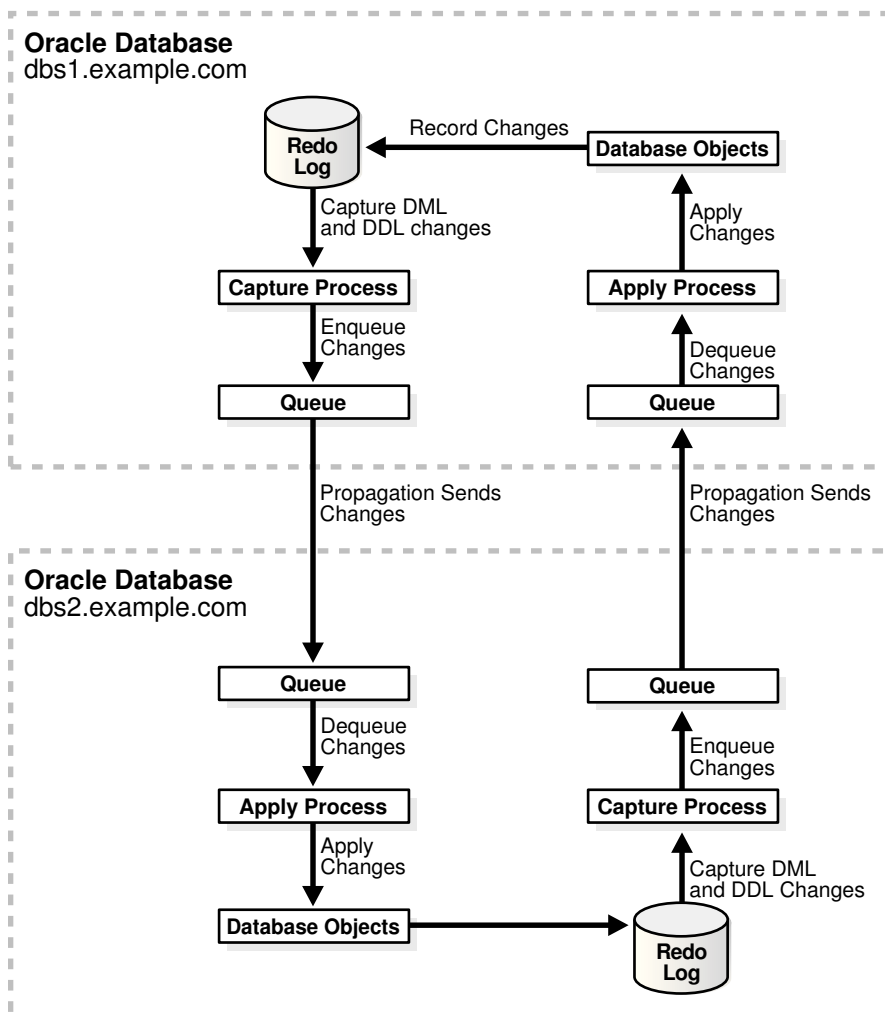 Oracle Database
dbs1.example.com
Record Changes
Redo
Log
Database Objects
Capture DML
and DDL changes
Apply
Changes
Capture Process
Apply Process
Enqueue
Changes
Dequeue
Changes
Queue
Queue
Propagation Sends
Changes
Propagation Sends
Changes
Oracle Database
dbs2.example.com
Queue
Queue
Dequeue
Changes
Enqueue
Changes
Apply Process
Capture Process
Apply
Changes
Capture DML
and DDL Changes
Database Objects
Redo
Log